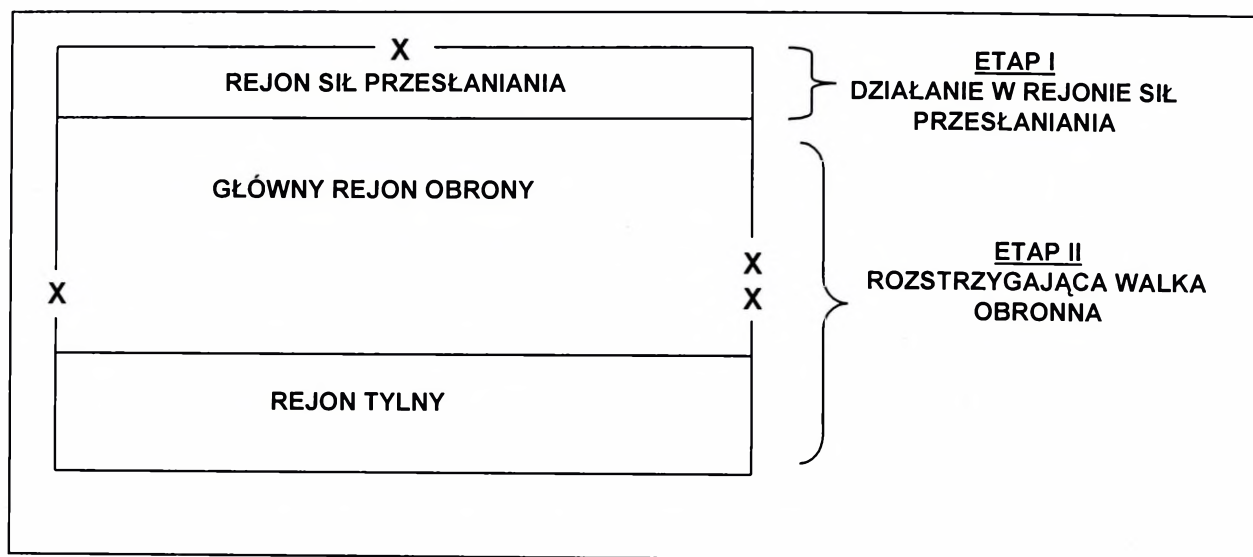 X
REJON SIŁ PRZESŁANIANIA
ETAP I
DZIAŁANIE W REJONIE SIŁ
PRZESŁANIANIA
GŁÓWNY REJON OBRONY
X
X
X
ETAP II
ROZSTRZYGAJĄCA WALKA
OBRONNA
REJON TYLNY